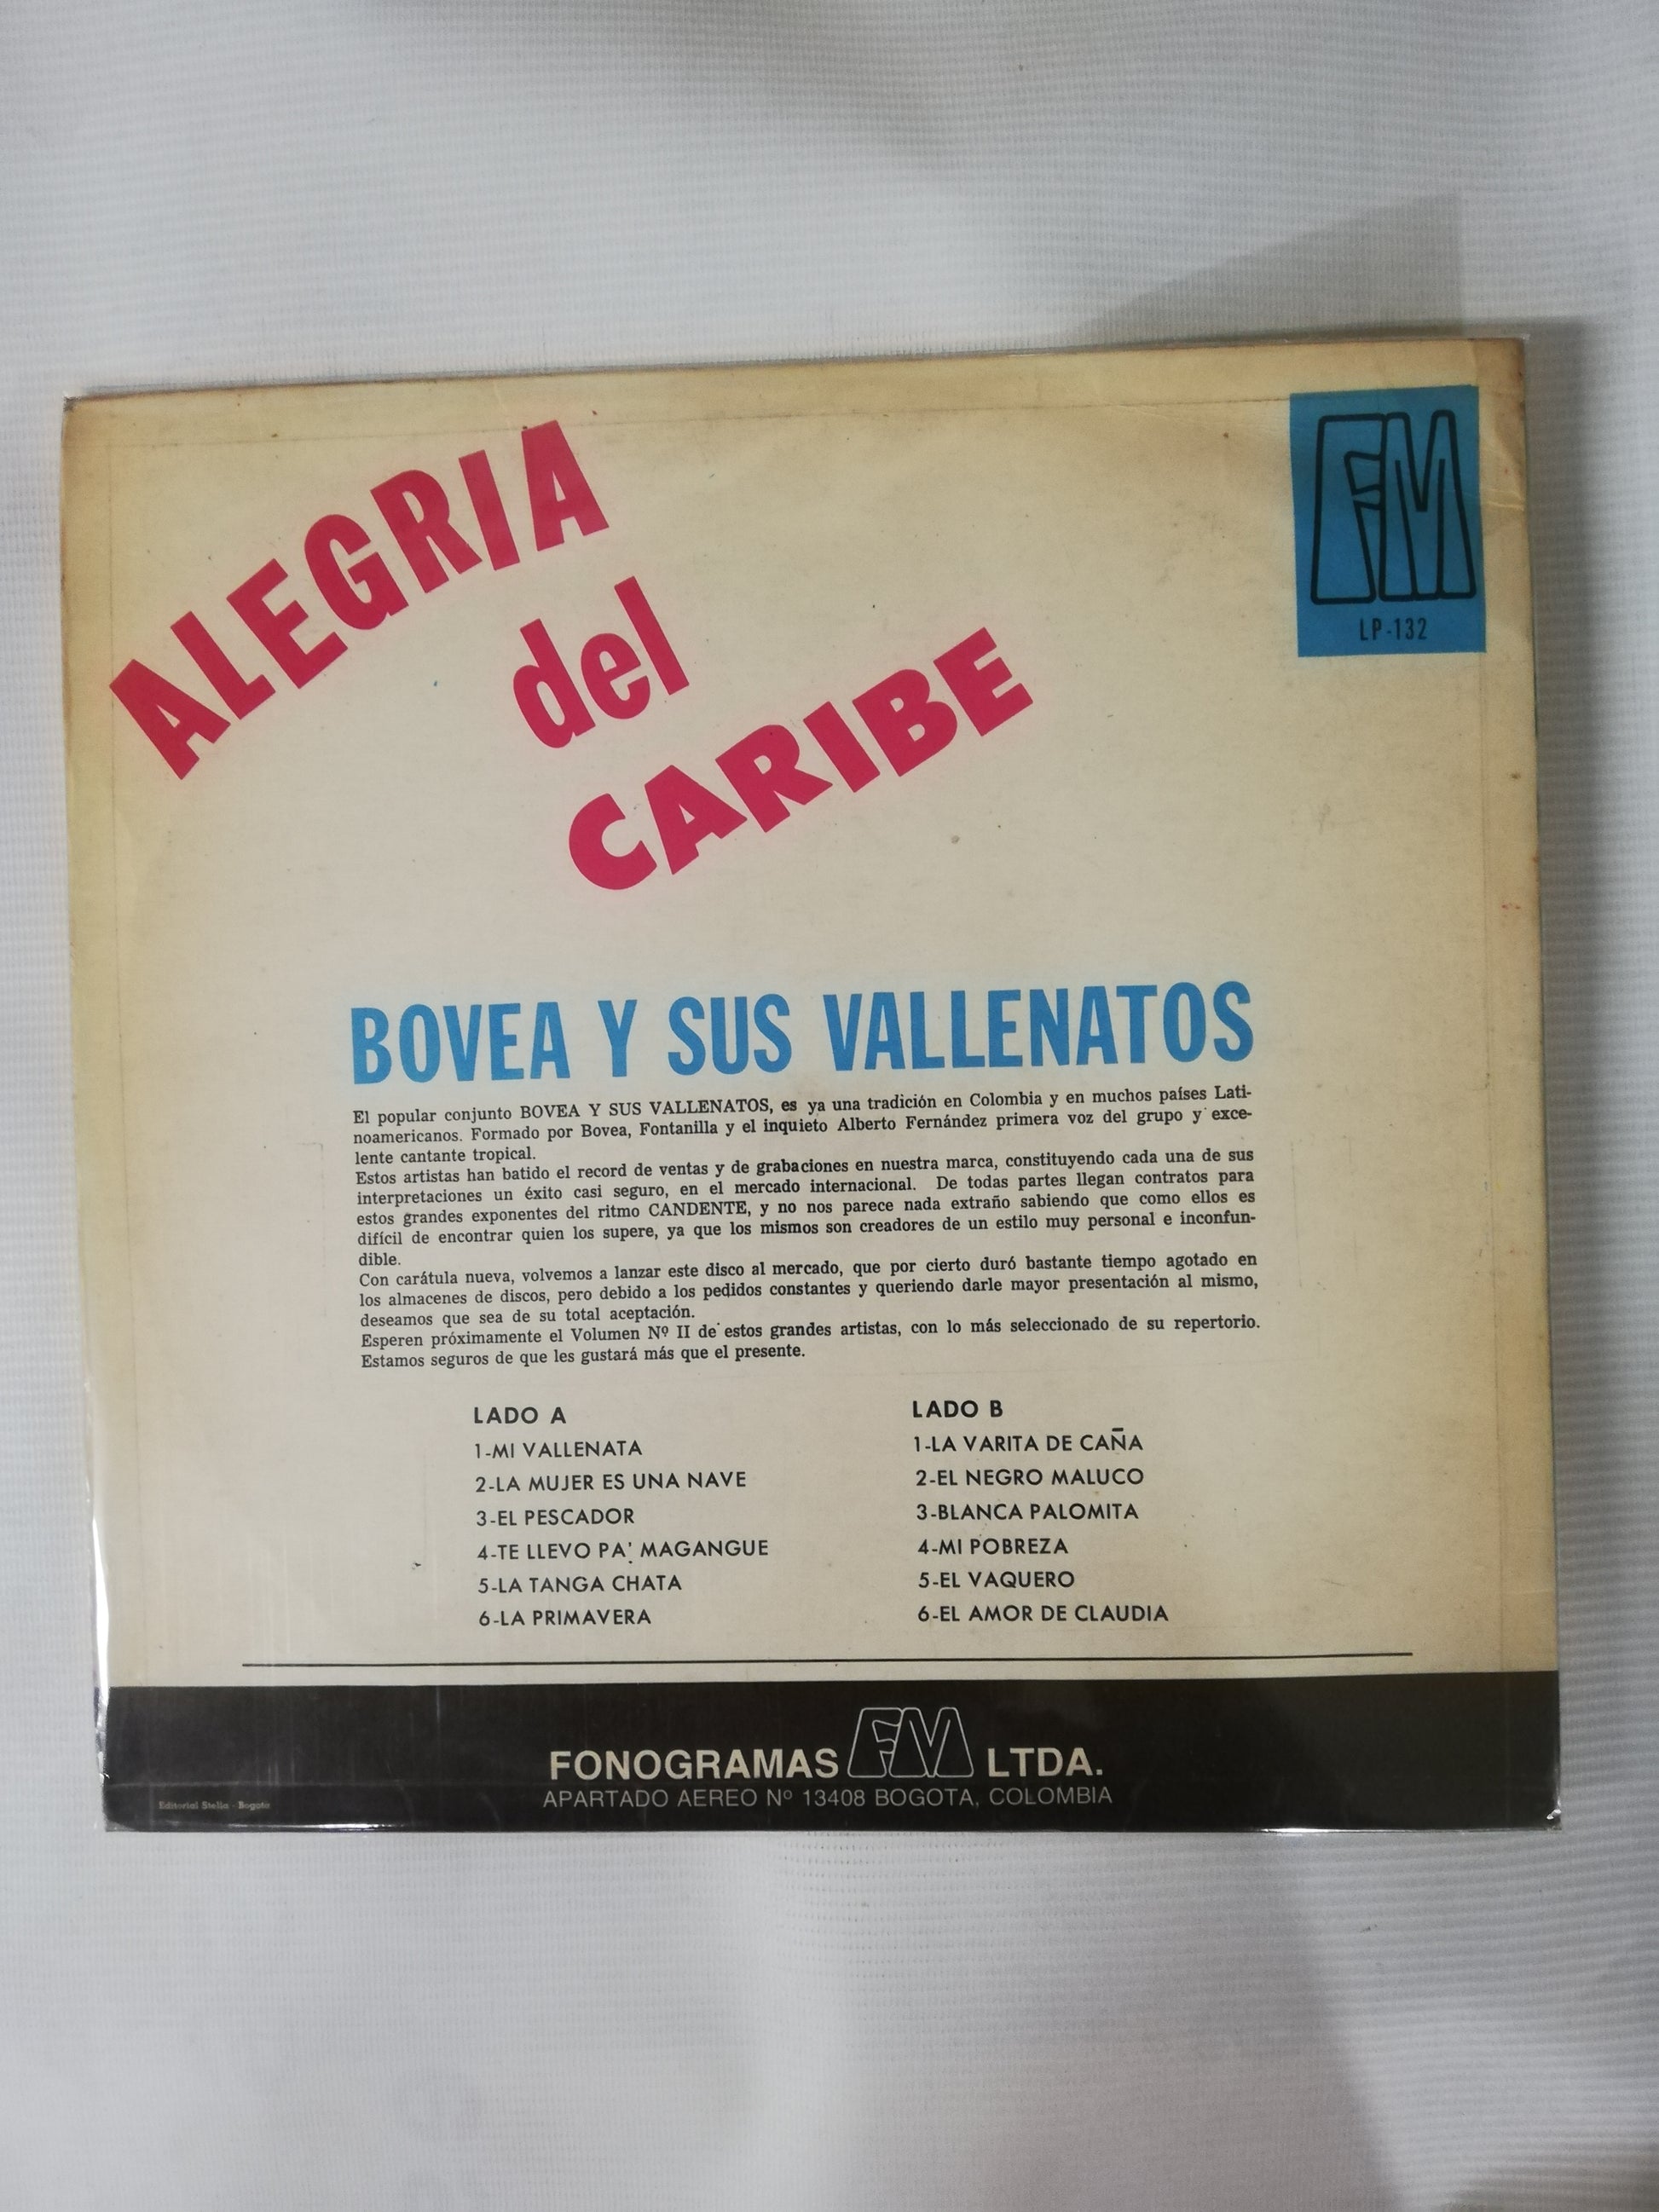 ALEGRIA
del
CARIBE
FM
LP-132
BOVEA Y SUS VALLENATOS
El popular conjunto BOVEA Y SUS VALLENATOS, es ya una tradición en Colombia y en muchos países Lati-
noamericanos. Formado por Bovea, Fontanilla y el inquieto Alberto Fernández primera voz del grupo y exce-
lente cantante tropical.
Estos artistas han batido el record de ventas y de grabaciones en nuestra marca, constituyendo cada una de sus
interpretaciones un éxito casi seguro, en el mercado internacional. De todas partes llegan contratos para
estos grandes exponentes del ritmo CANDENTE, y no nos parece nada extraño sabiendo que como ellos es
difícil de encontrar quien los supere, ya que los mismos son creadores de un estilo muy personal e inconfun-
dible.
Con carátula nueva, volvemos a lanzar este disco al mercado, que por cierto duró bastante tiempo agotado en
los almacenes de discos, pero debido a los pedidos constantes y queriendo darle mayor presentación al mismo,
deseamos que sea de su total aceptación.
Esperen próximamente el Volumen Nº II de estos grandes artistas, con lo más seleccionado de su repertorio.
Estamos seguros de que les gustará más que el presente.
LADO A
1-MI VALLENATA
2-LA MUJER ES UNA NAVE
3-EL PESCADOR
4-TE LLEVO PA' MAGANGUE
5-LA TANGA CHATA
6-LA PRIMAVERA
LADO B
1-LA VARITA DE CAÑA
2-EL NEGRO MALUCO
3-BLANCA PALOMITA
4-MI POBREZA
5-EL VAQUERO
6-EL AMOR DE CLAUDIA
FONOGRAMAS FM LTDA.
APARTADO AEREO Nº 13408 BOGOTA, COLOMBIA
Editorial Stella - Bogotá